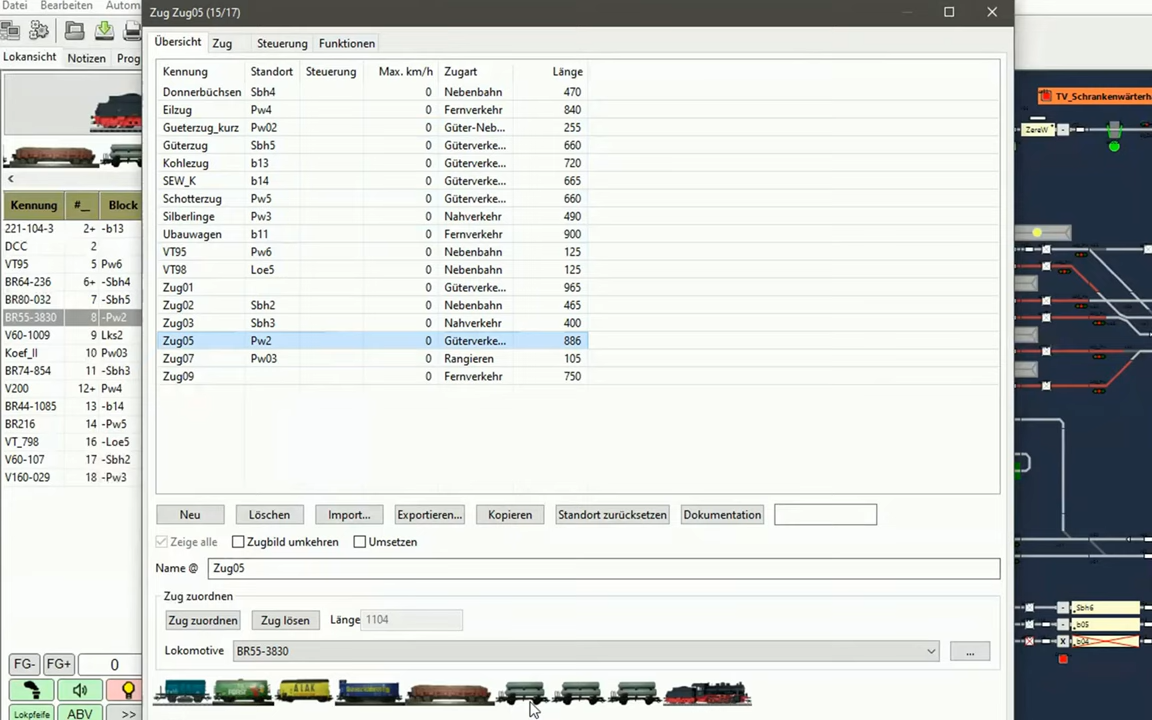 Datei Bearbeiten Autom
Zug Zug05 (15/17)
Lokansicht Notizen Prog
Übersicht Zug Steuerung Funktionen
Kennung Standort Steuerung Max. km/h Zugart Länge
Donnerbüchsen Sbh4 0 Nebenbahn 470
Eilzug Pw4 0 Fernverkehr 840
Gueterzug_kurz Pw02 0 Güter-Neb... 255
Güterzug Sbh5 0 Güterverke... 660
Kohlezug b13 0 Güterverke... 720
SEW_K b14 0 Güterverke... 665
Schotterzug Pw5 0 Güterverke... 660
Silberlinge Pw3 0 Nahverkehr 490
Ubauwagen b11 0 Fernverkehr 900
VT95 Pw6 0 Nebenbahn 125
VT98 Loe5 0 Nebenbahn 125
Zug01 0 Güterverke... 965
Zug02 Sbh2 0 Nebenbahn 465
Zug03 Sbh3 0 Nahverkehr 400
Zug05 Pw2 0 Güterverke... 886
Zug07 Pw03 0 Rangieren 105
Zug09 0 Fernverkehr 750
<
Kennung #_ Block
221-104-3 2+ -b13
DCC 2
VT95 5 Pw6
BR64-236 6+ -Sbh4
BR80-032 7 -Sbh5
BR55-3830 8 -Pw2
V60-1009 9 Lks2
Koef_II 10 Pw03
BR74-854 11 -Sbh3
V200 12+ Pw4
BR44-1085 13 -b14
BR216 14 -Pw5
VT_798 16 -Loe5
V60-107 17 -Sbh2
V160-029 18 -Pw3
Neu Löschen Import... Exportieren... Kopieren Standort zurücksetzen Dokumentation
Zeige alle Zugbild umkehren Umsetzen
Name @ Zug05
Zug zuordnen
Zug zuordnen Zug lösen Länge 1104
Lokomotive BR55-3830 ...
FG- FG+ 0
Lokpfeife ABV >>
TV_Schrankenwärterh
Sbh6
b05
X b04